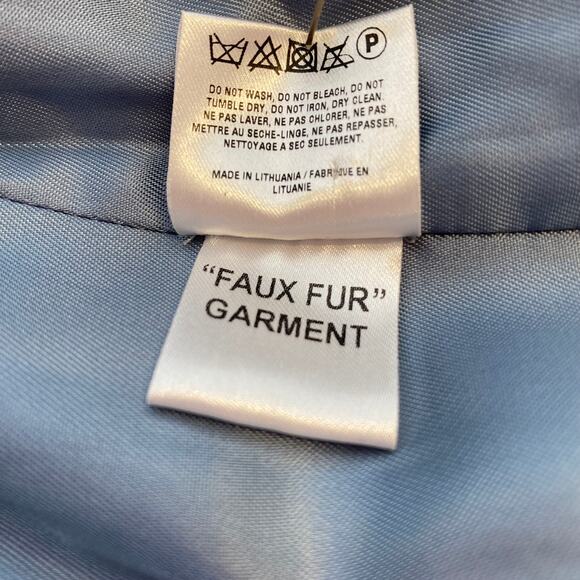 P
DO NOT WASH, DO NOT BLEACH, DO NOT
TUMBLE DRY, DO NOT IRON, DRY CLEAN.
NE PAS LAVER, NE PAS CHLORER, NE PAS
METTRE AU SECHE-LINGE, NE PAS REPASSER,
NETTOYAGE A SEC SEULEMENT.
MADE IN LITHUANIA / FABRIQUE EN
LITUANIE
"FAUX FUR"
GARMENT